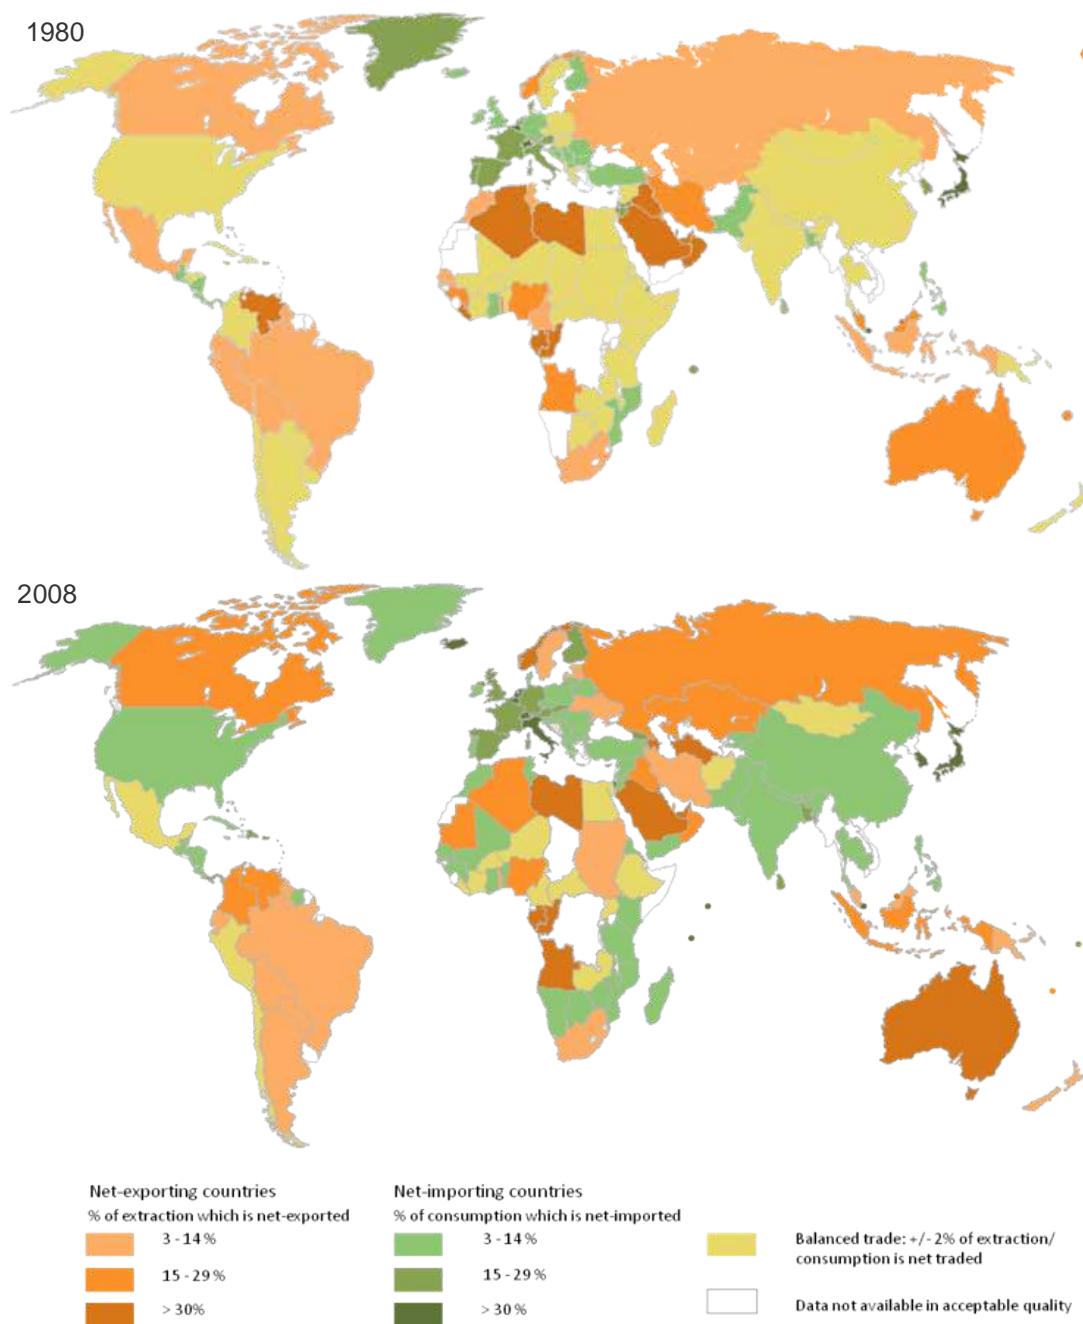 1980
2008
Net-exporting countries
% of extraction which is net-exported
3 - 14 %
15 - 29 %
> 30%
Net-importing countries
% of consumption which is net-imported
3 - 14 %
15 - 29 %
> 30 %
Balanced trade: +/- 2% of extraction/
consumption is net traded
Data not available in acceptable quality